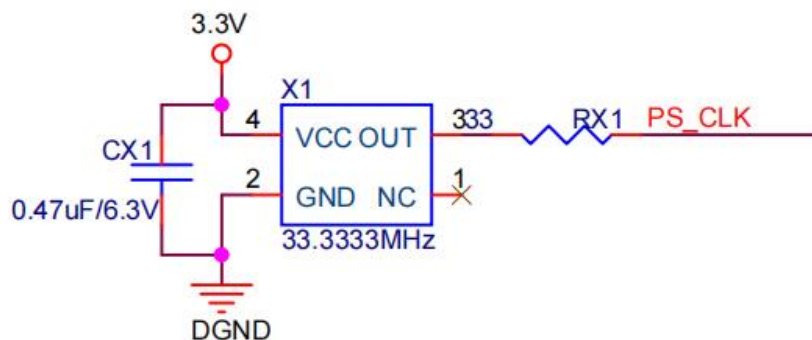 3.3V
X1
4 VCC OUT 333 RX1 PS_CLK
CX1
2 GND NC 1
0.47uF/6.3V
33.3333MHz
DGND